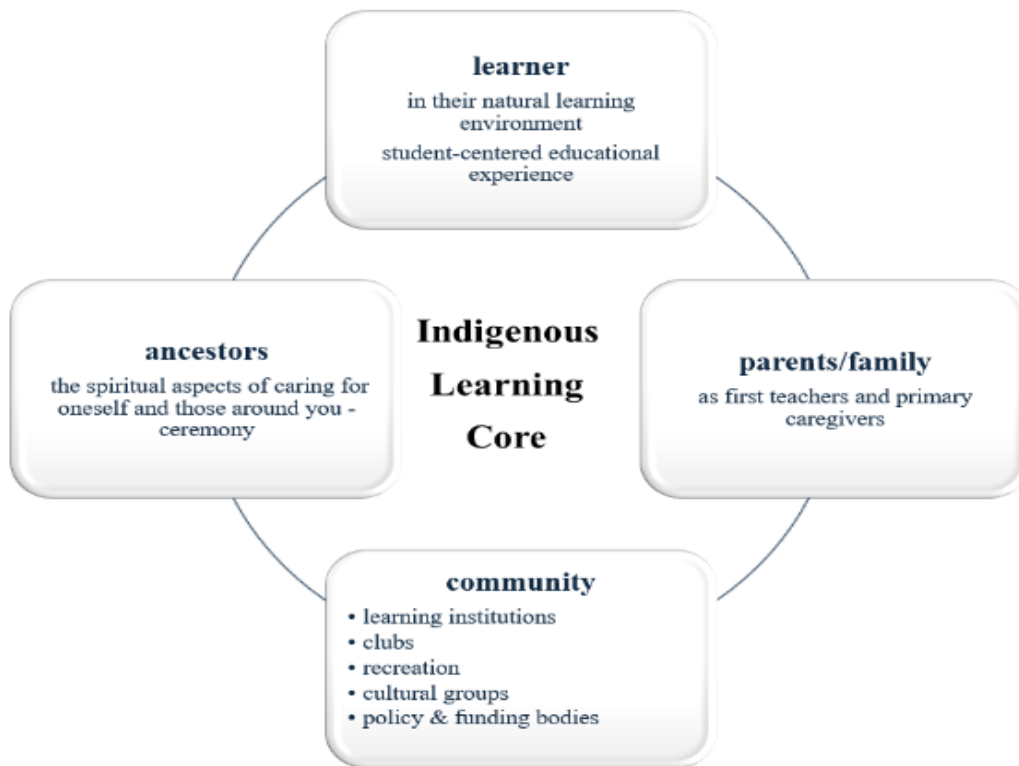 learner
in their natural learning
environment
student-centered educational
experience
ancestors
the spiritual aspects of caring for
oneself and those around you -
ceremony
Indigenous
Learning
Core
parents/family
as first teachers and primary
caregivers
community
• learning institutions
• clubs
• recreation
• cultural groups
• policy & funding bodies